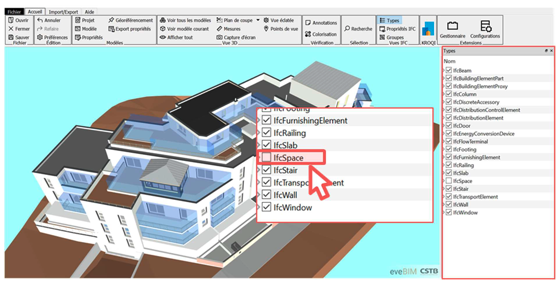 Fichier Accueil Import/Export Aide
Ouvrir Annuler Projet Géoréférencement Voir tous les modèles Plan de coupe Vue éclatée Annotations Types
Fermer Rétablir Modèle Export propriétés Voir modèle courant Mesures Points de vue Colorisation Recherche Propriétés IFC KROQI Gestionnaire Configurations
Sauver Préférences Propriétés Afficher tout Capture d'écran Groupes
Fichier Édition Modèles Vue 3D Vérification Sélection Vues IFC Extensions
Types
Nom
IfcBeam
IfcBuildingElementPart
IfcBuildingElementProxy
IfcColumn
IfcDiscreteAccessory
IfcDistributionControlElement
IfcDistributionElement
IfcDoor
IfcEnergyConversionDevice
IfcFlowTerminal
IfcFooting
IfcFurnishingElement
IfcRailing
IfcSlab
IfcSpace
IfcStair
IfcTransportElement
IfcWall
IfcWindow
IfcFooting
IfcFurnishingElement
IfcRailing
IfcSlab
IfcSpace
IfcStair
IfcTransp ement
IfcWall
IfcWindow
eveBIM CSTB